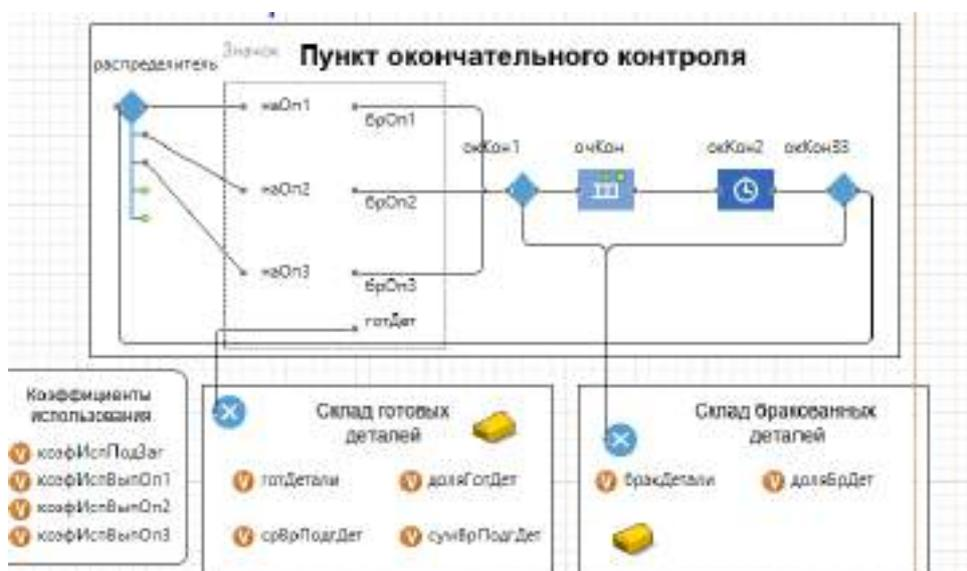 Значок
Пункт окончательного контроля
распределитель
наОп1
брОп1
окКон1
очКон
окКон2
окКон33
наОп2
брОп2
наОп3
брОп3
готДет
Коэффициенты
использования
коэфИспПодЗаг
коэфИспВыпОп1
коэфИспВыпОп2
коэфИспВыпОп3
Склад готовых
деталей
готДетали
доляГотДет
срВрПодгДет
сумВрПодгДет
Склад бракованных
деталей
бракДетали
доляБрДет